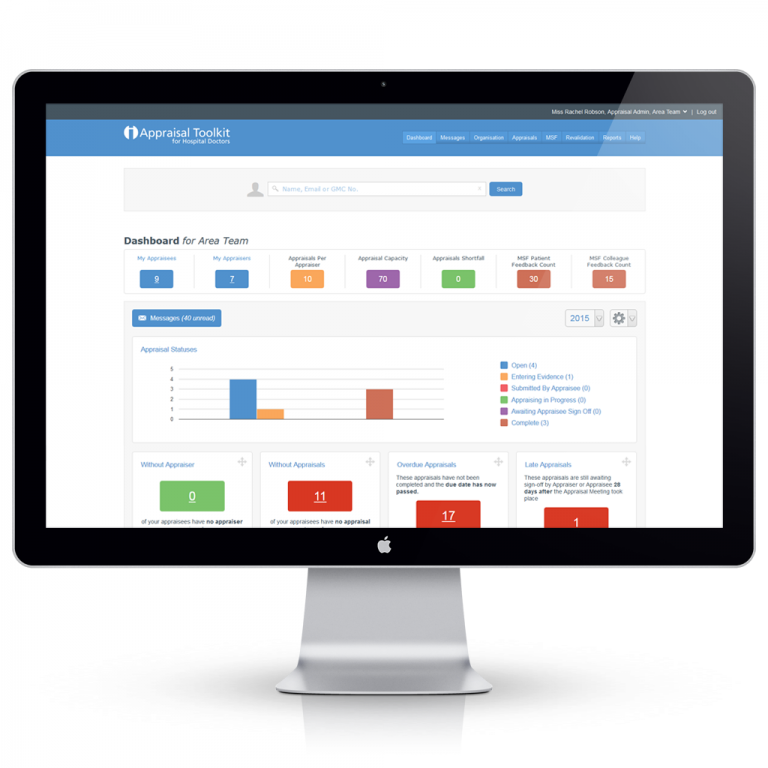 Miss Rachel Robson, Appraisal Admin, Area Team | Log out
Appraisal Toolkit
for Hospital Doctors
Dashboard Messages Organisation Appraisals MSF Revalidation Reports Help
Name, Email or GMC No.
Search
Dashboard for Area Team
My Appraisees
9
My Appraisers
7
Appraisals Per
Appraiser
10
Appraisal Capacity
70
Appraisals Shortfall
0
MSF Patient
Feedback Count
30
MSF Colleague
Feedback Count
15
Messages (40 unread)
2015
Appraisal Statuses
5
4
3
2
1
0
Open (4)
Entering Evidence (1)
Submitted By Appraisee (0)
Appraising in Progress (0)
Awaiting Appraisee Sign Off (0)
Complete (3)
Without Appraiser
0
of your appraisees have no appraiser
Without Appraisals
11
of your appraisees have no appraisal
Overdue Appraisals
These appraisals have not been
completed and the due date has now
passed.
17
Late Appraisals
These appraisals are still awaiting
sign-off by Appraiser or Appraisee 28
days after the Appraisal Meeting took
place
1